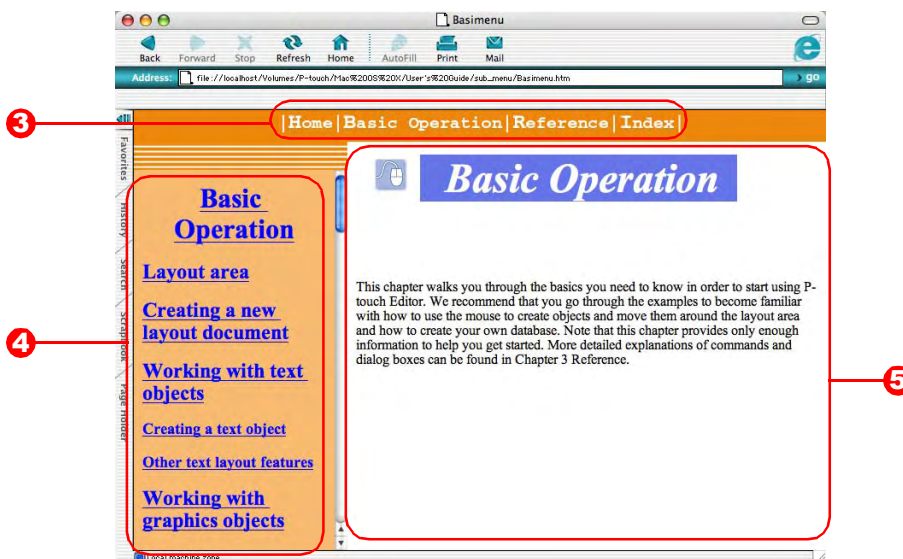 Basimenu
Back Forward Stop Refresh Home AutoFill Print Mail
Address: file://localhost/Volumes/P-touch/Mac%20OS%20X/User's%20Guide/sub_menu/Basimenu.htm go
3
|Home|Basic Operation|Reference|Index|
Favorites
History
Search
Scrapbook
Page Holder
4
Basic
Operation
Layout area
Creating a new
layout document
Working with text
objects
Creating a text object
Other text layout features
Working with
graphics objects
Basic Operation
This chapter walks you through the basics you need to know in order to start using P-
touch Editor. We recommend that you go through the examples to become familiar
with how to use the mouse to create objects and move them around the layout area
and how to create your own database. Note that this chapter provides only enough
information to help you get started. More detailed explanations of commands and
dialog boxes can be found in Chapter 3 Reference.
5
Local machine zone